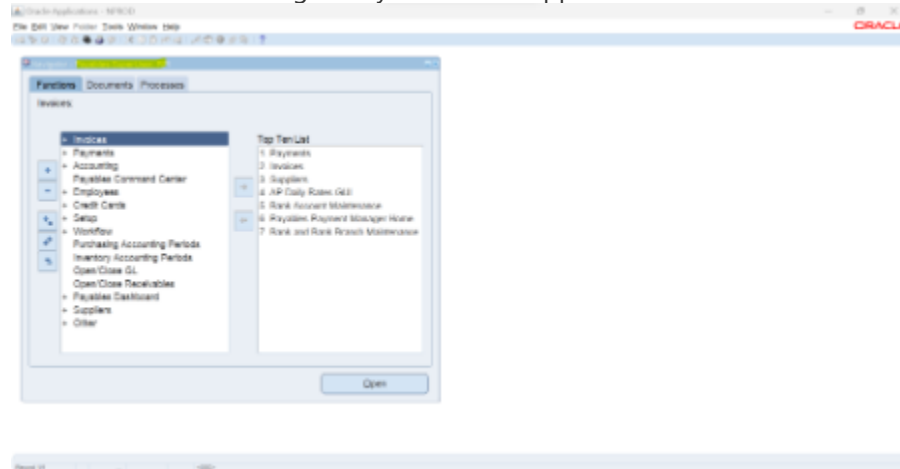 Oracle Applications - NPROD
File Edit View Folder Tools Window Help
ORACL
Functions Documents Processes
Invoices
+ Invoices
+ Payments
+ Accounting
Payables Command Center
+ Employees
+ Credit Cards
+ Setup
+ Workflow
Purchasing Accounting Periods
Inventory Accounting Periods
Open/Close GL
Open/Close Receivables
+ Payables Dashboard
+ Suppliers
+ Other
Top Ten List
1. Payments
2. Invoices
3. Suppliers
4. AP Daily Rates GUI
5. Bank Account Maintenance
6. Payables Payment Manager Home
7. Bank and Bank Branch Maintenance
Open